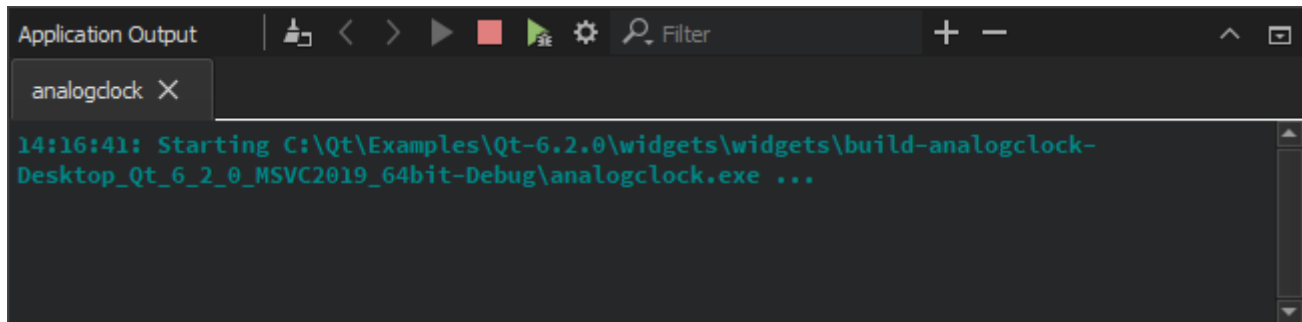 Application Output
Filter
analogclock
14:16:41: Starting C:\Qt\Examples\Qt-6.2.0\widgets\widgets\build-analogclock-
Desktop_Qt_6_2_0_MSVC2019_64bit-Debug\analogclock.exe ...